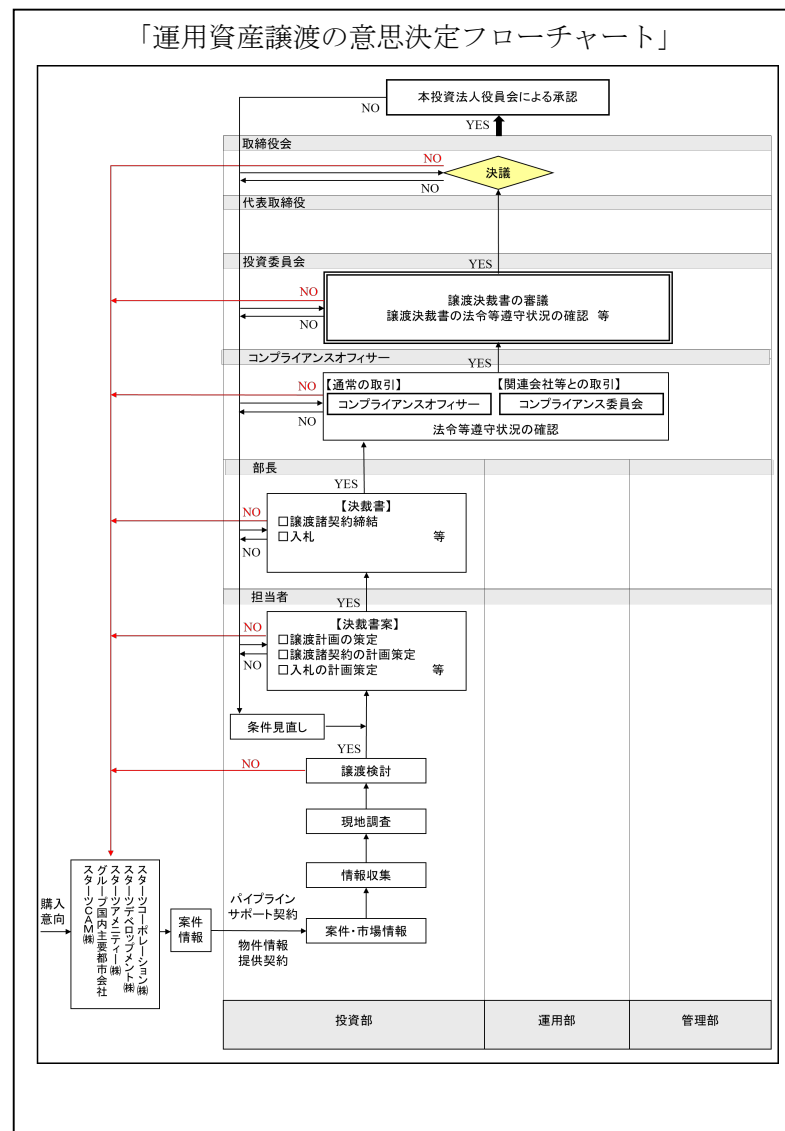 「運用資産譲渡の意思決定フローチャート」
本投資法人役員会による承認
NO
YES
取締役会
NO
決議
NO
代表取締役
投資委員会
YES
NO
譲渡決裁書の審議
譲渡決裁書の法令等遵守状況の確認 等
NO
コンプライアンスオフィサー
YES
NO
【通常の取引】
【関連会社等との取引】
コンプライアンスオフィサー
コンプライアンス委員会
NO
法令等遵守状況の確認
部長
YES
【決裁書】
NO
□譲渡諸契約締結
□入札 等
NO
担当者
YES
【決裁書案】
NO
□譲渡計画の策定
□譲渡諸契約の計画策定
□入札の計画策定 等
NO
条件見直し
YES
NO
譲渡検討
現地調査
情報収集
案件・市場情報
購入
意向
スターツコーポレーション㈱
スターツデベロップメント㈱
スターツアメニティー㈱
グループ国内主要都市会社
スターツCAM㈱
案件
情報
パイプライン
サポート契約
物件情報
提供契約
投資部
運用部
管理部